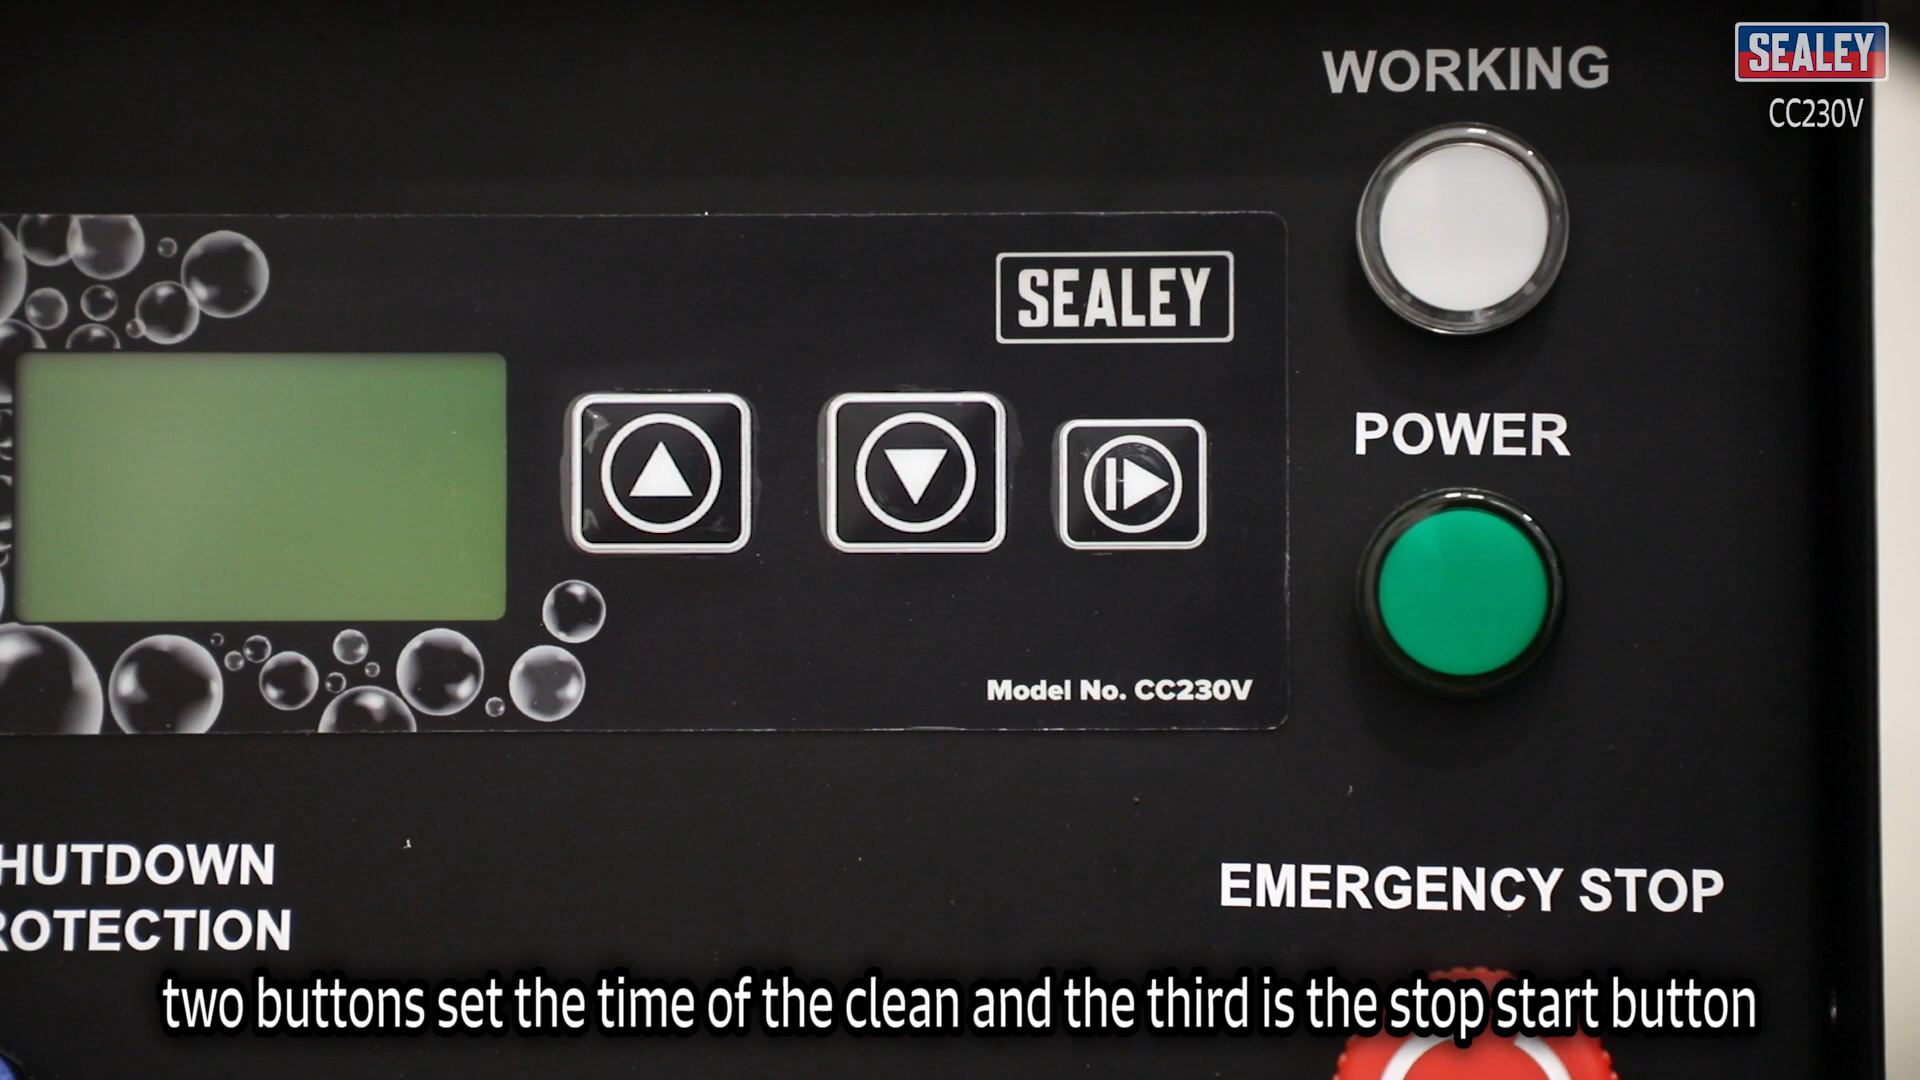 WORKING
SEALEY
CC230V
SEALEY
POWER
Model No. CC230V
HUTDOWN
ROTECTION
EMERGENCY STOP
two buttons set the time of the clean and the third is the stop start button